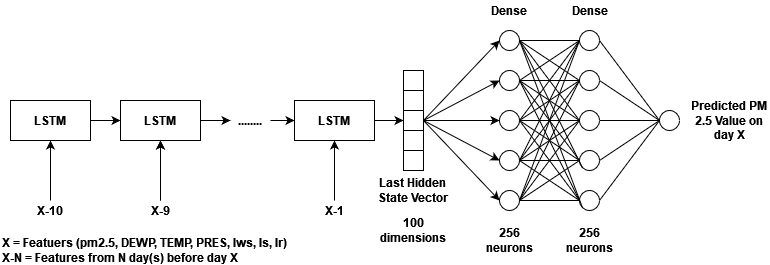 Dense
Dense
LSTM
LSTM
........
LSTM
Predicted PM
2.5 Value on
day X
Last Hidden
State Vector
X-10
X-9
X-1
100
dimensions
256
neurons
256
neurons
X = Featuers (pm2.5, DEWP, TEMP, PRES, Iws, Is, Ir)
X-N = Features from N day(s) before day X